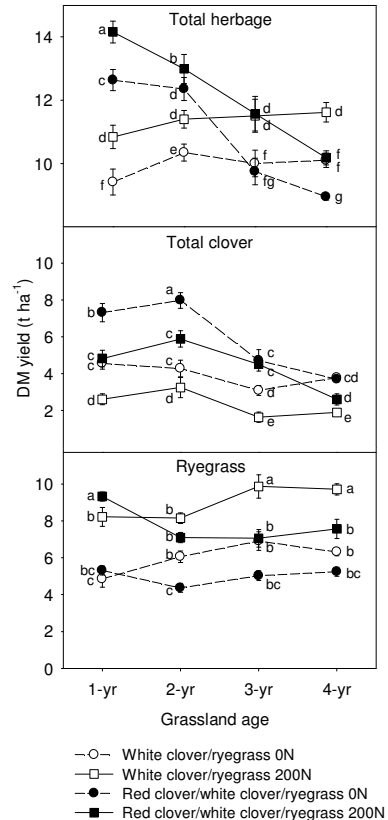 Total herbage
14
a
b
c
d
12
d
d
d
d
d
10
e
f
f
f
f
fg
g
Total clover
10
8
a
b
6
c
c
c
c
4
c
c
cd
d
d
d
d
2
e
e
DM yield (t ha-1)
Ryegrass
10
a
a
a
8
b
b
b
b
6
b
b
b
b
bc
c
bc
bc
4
c
2
0
1-yr 2-yr 3-yr 4-yr
Grassland age
White clover/ryegrass 0N
White clover/ryegrass 200N
Red clover/white clover/ryegrass 0N
Red clover/white clover/ryegrass 200N